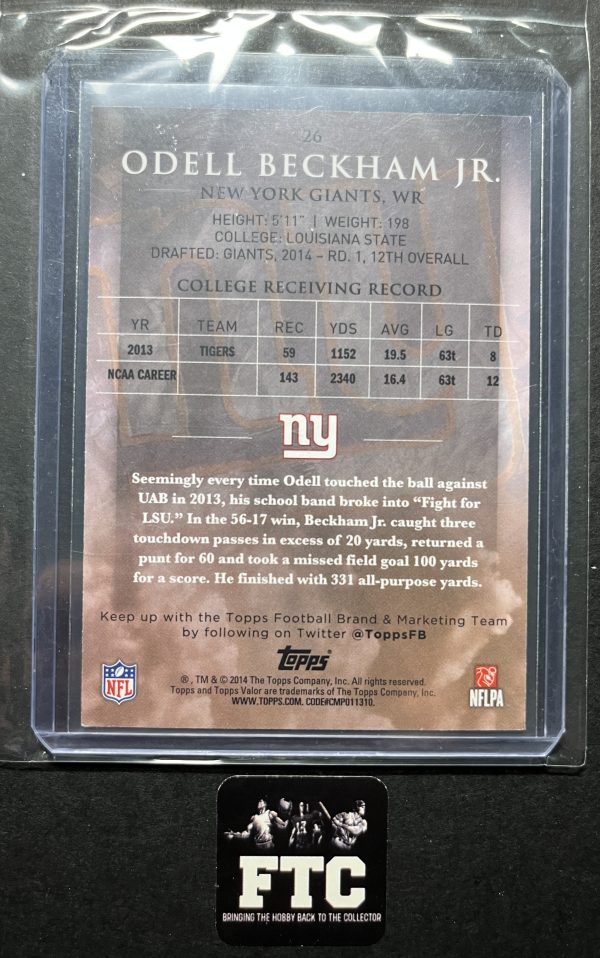 26
ODELL BECKHAM JR.
NEW YORK GIANTS, WR
HEIGHT: 5'11" | WEIGHT: 198
COLLEGE: LOUISIANA STATE
DRAFTED: GIANTS, 2014 – RD. 1, 12TH OVERALL
COLLEGE RECEIVING RECORD
YR TEAM REC YDS AVG LG TD
2013 TIGERS 59 1152 19.5 63t 8
NCAA CAREER 143 2340 16.4 63t 12
ny
Seemingly every time Odell touched the ball against
UAB in 2013, his school band broke into “Fight for
LSU.” In the 56-17 win, Beckham Jr. caught three
touchdown passes in excess of 20 yards, returned a
punt for 60 and took a missed field goal 100 yards
for a score. He finished with 331 all-purpose yards.
Keep up with the Topps Football Brand & Marketing Team
by following on Twitter @ToppsFB
Topps
®, TM & © 2014 The Topps Company, Inc. All rights reserved.
Topps and Topps Valor are trademarks of The Topps Company, Inc.
WWW.TOPPS.COM. CODE#CMP011310.
NFL
NFLPA
13
FTC
BRINGING THE HOBBY BACK TO THE COLLECTOR